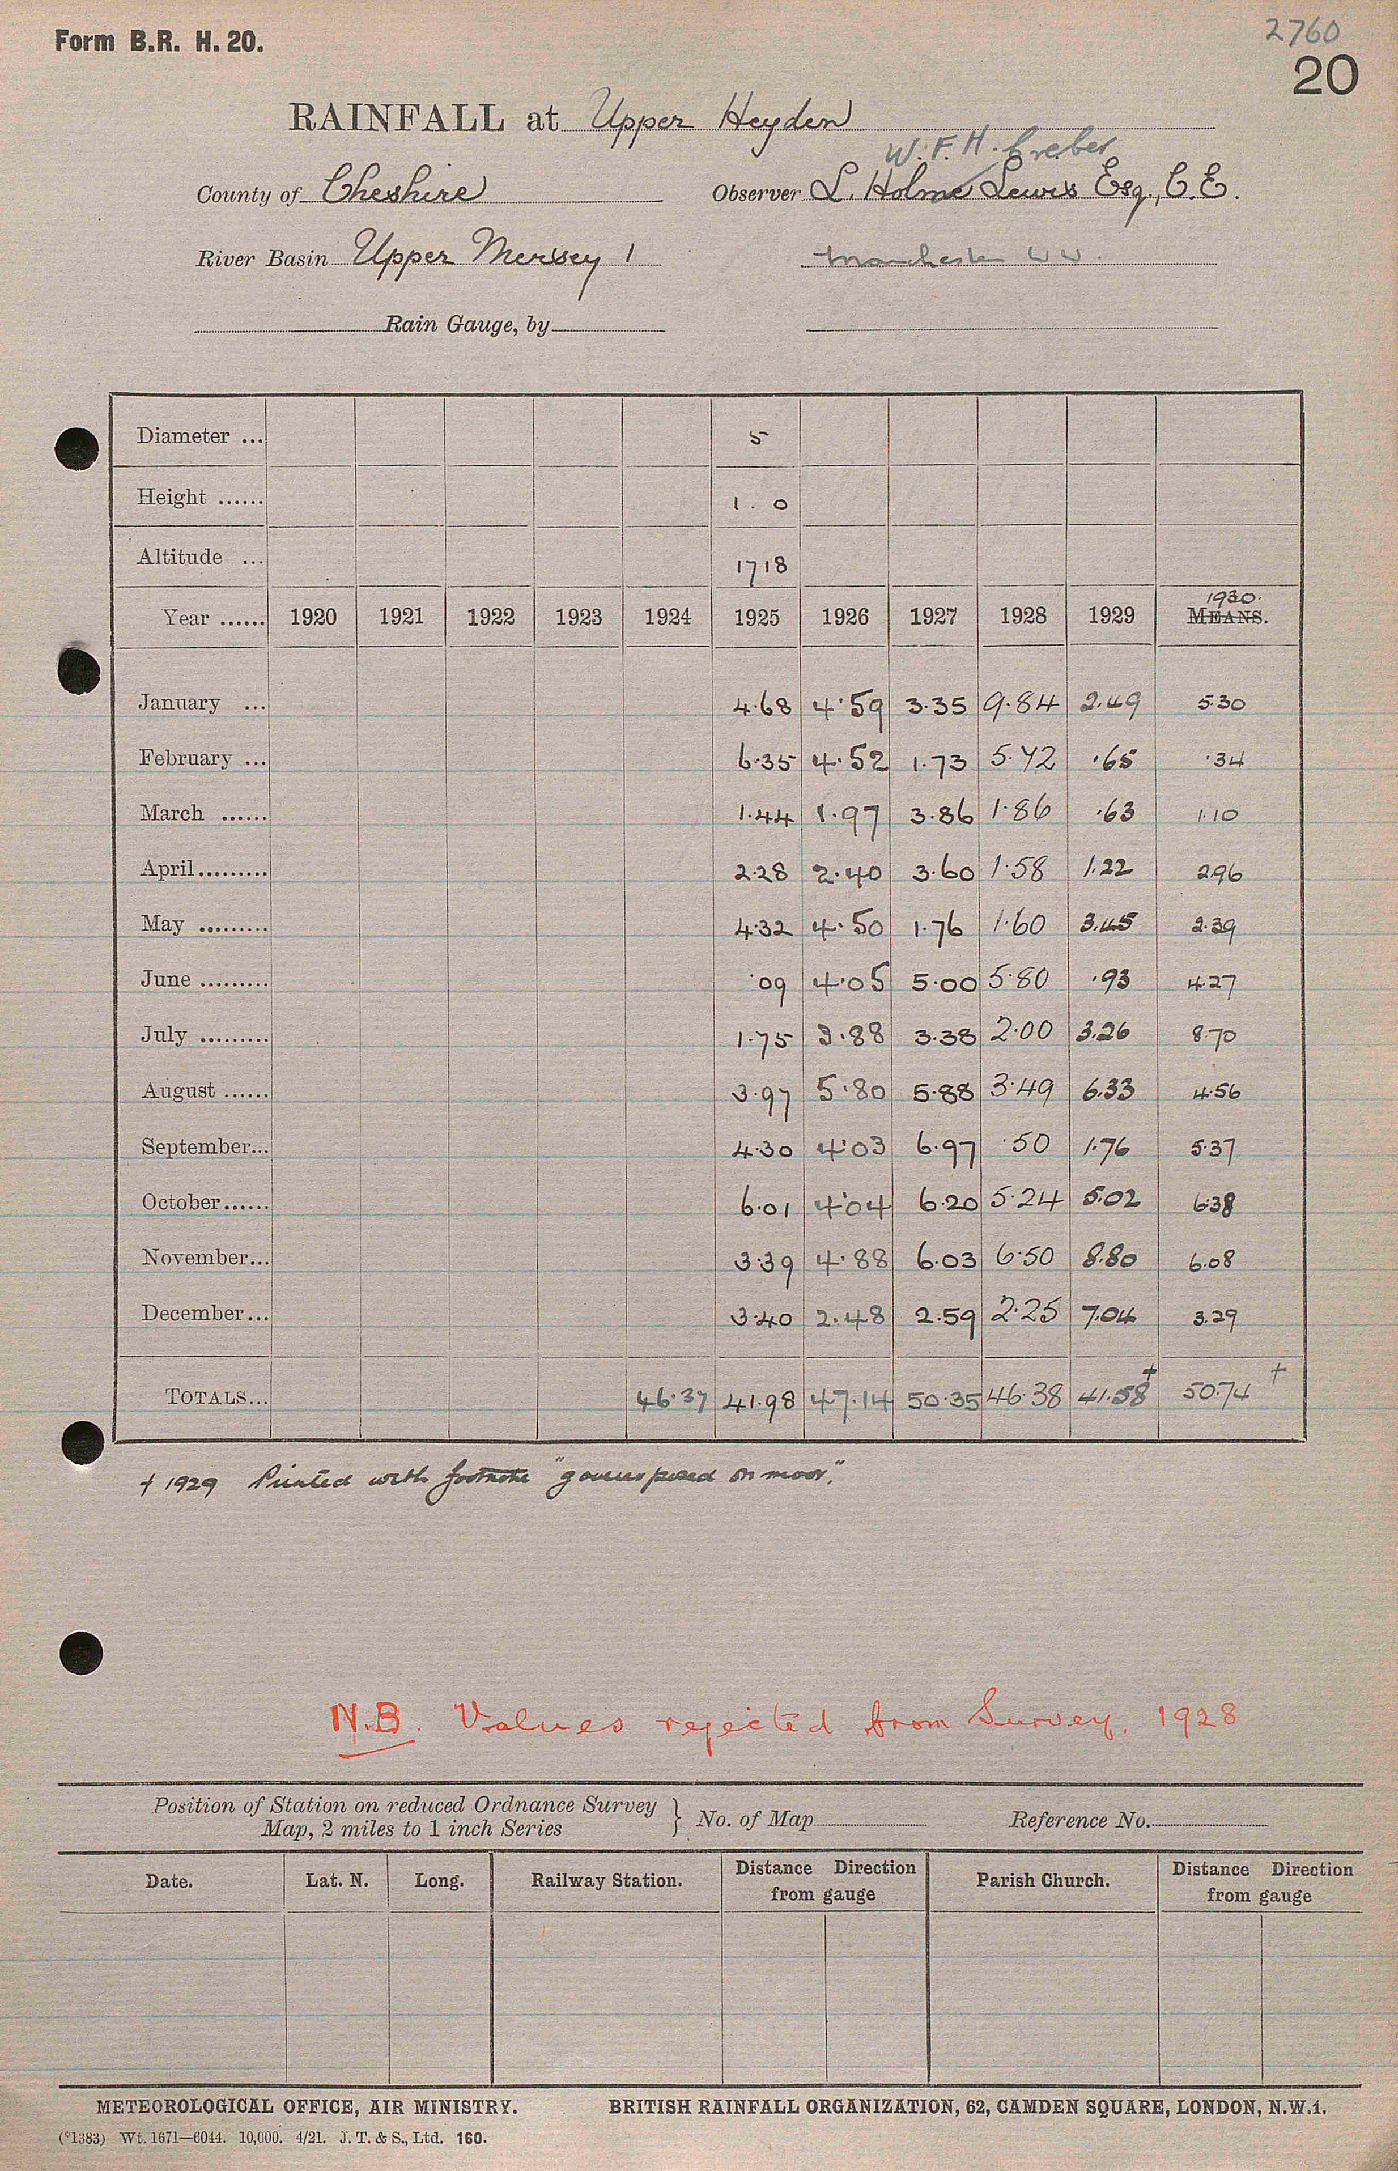 2760
Form B.R. H. 20.
20
RAINFALL at Upper Heyden
W. F. H. Creber
County of Cheshire Observer L. Holme Lewis Esq., C.E.
River Basin Upper Mersey 1 Manchester W W.
Rain Gauge, by
Diameter ... 5
Height ...... 1 . 0
Altitude ... 1718
1930.
Year ...... 1920 1921 1922 1923 1924 1925 1926 1927 1928 1929 MEANS.
January ... 4.68 4.59 3.35 9.84 2.49 5.30
February ... 6.35 4.52 1.73 5.72 .65 .34
March ...... 1.44 1.97 3.86 1.86 .63 1.10
April......... 2.28 2.40 3.60 1.58 1.22 2.96
May ......... 4.32 4.50 1.76 1.60 3.45 2.39
June ......... .09 4.05 5.00 5.80 .93 4.27
July ......... 1.75 3.88 3.38 2.00 3.26 8.70
August ...... 3.97 5.80 5.88 3.49 6.33 4.56
September... 4.30 4.03 6.97 .50 1.76 5.37
October...... 6.01 4.04 6.20 5.24 5.02 6.38
November... 3.39 4.88 6.03 6.50 8.80 6.08
December... 3.40 2.48 2.59 2.25 7.04 3.29
TOTALS... 46.37 41.98 47.14 50.35 46.38 41.58† 50.74†
† 1929 Printed with footnote "        on moor."
N.B. Values rejected from Survey. 1928
Position of Station on reduced Ordnance Survey
Map, 2 miles to 1 inch Series } No. of Map Reference No.
Date. Lat. N. Long. Railway Station. Distance Direction from gauge Parish Church. Distance Direction from gauge
METEOROLOGICAL OFFICE, AIR MINISTRY. BRITISH RAINFALL ORGANIZATION, 62, CAMDEN SQUARE, LONDON, N.W.1.
(*1383) Wt. 1671—6044. 10,000. 4/21. J. T. & S., Ltd. 160.